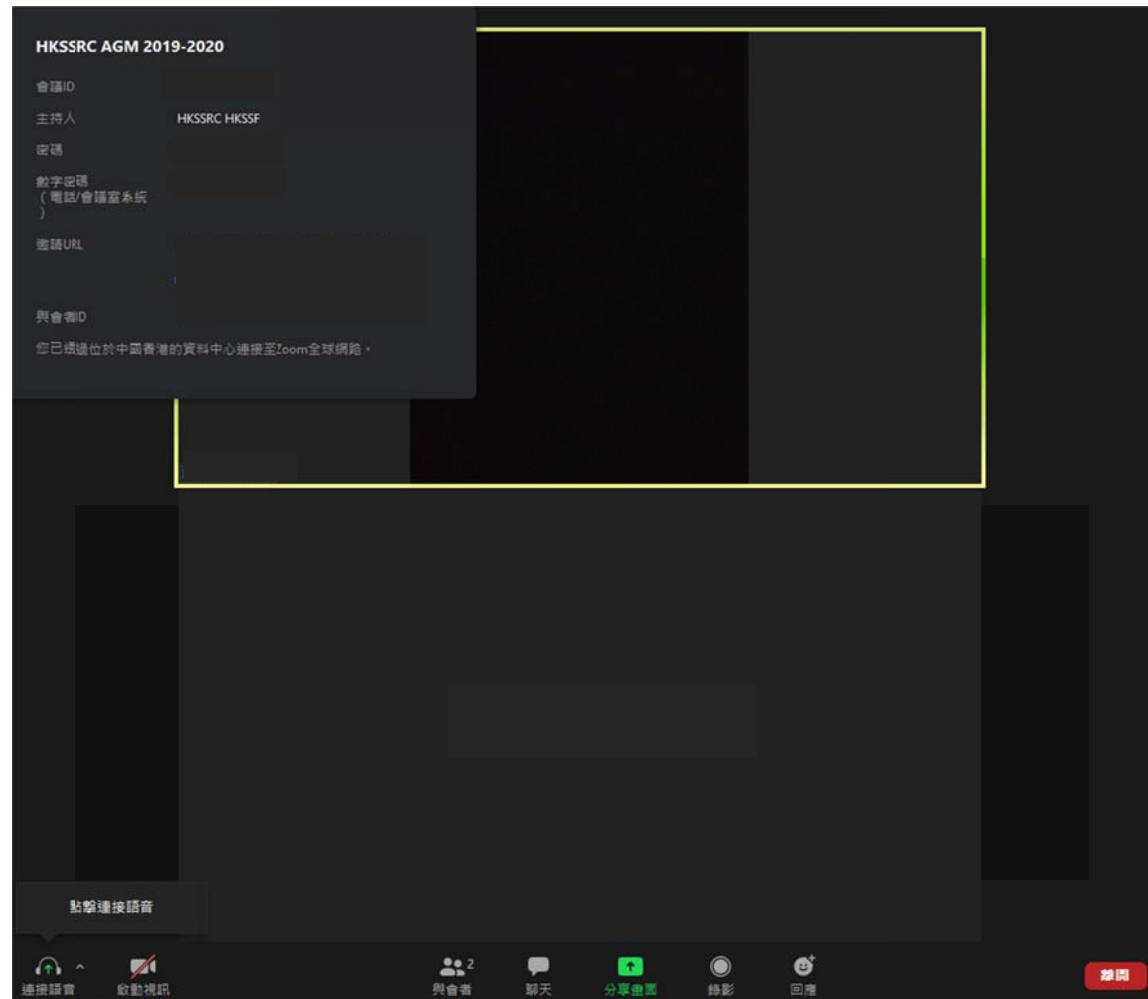 HKSSRC AGM 2019-2020
會議ID
主持人 HKSSRC HKSSF
密碼
數字密碼
(電話/會議室系統
)
邀請URL
與會者ID
您已透過位於中國香港的資料中心連接至Zoom全球網路。
點擊連接語音
連接語音
啟動視訊
2
與會者
聊天
分享畫面
錄影
回應
離開